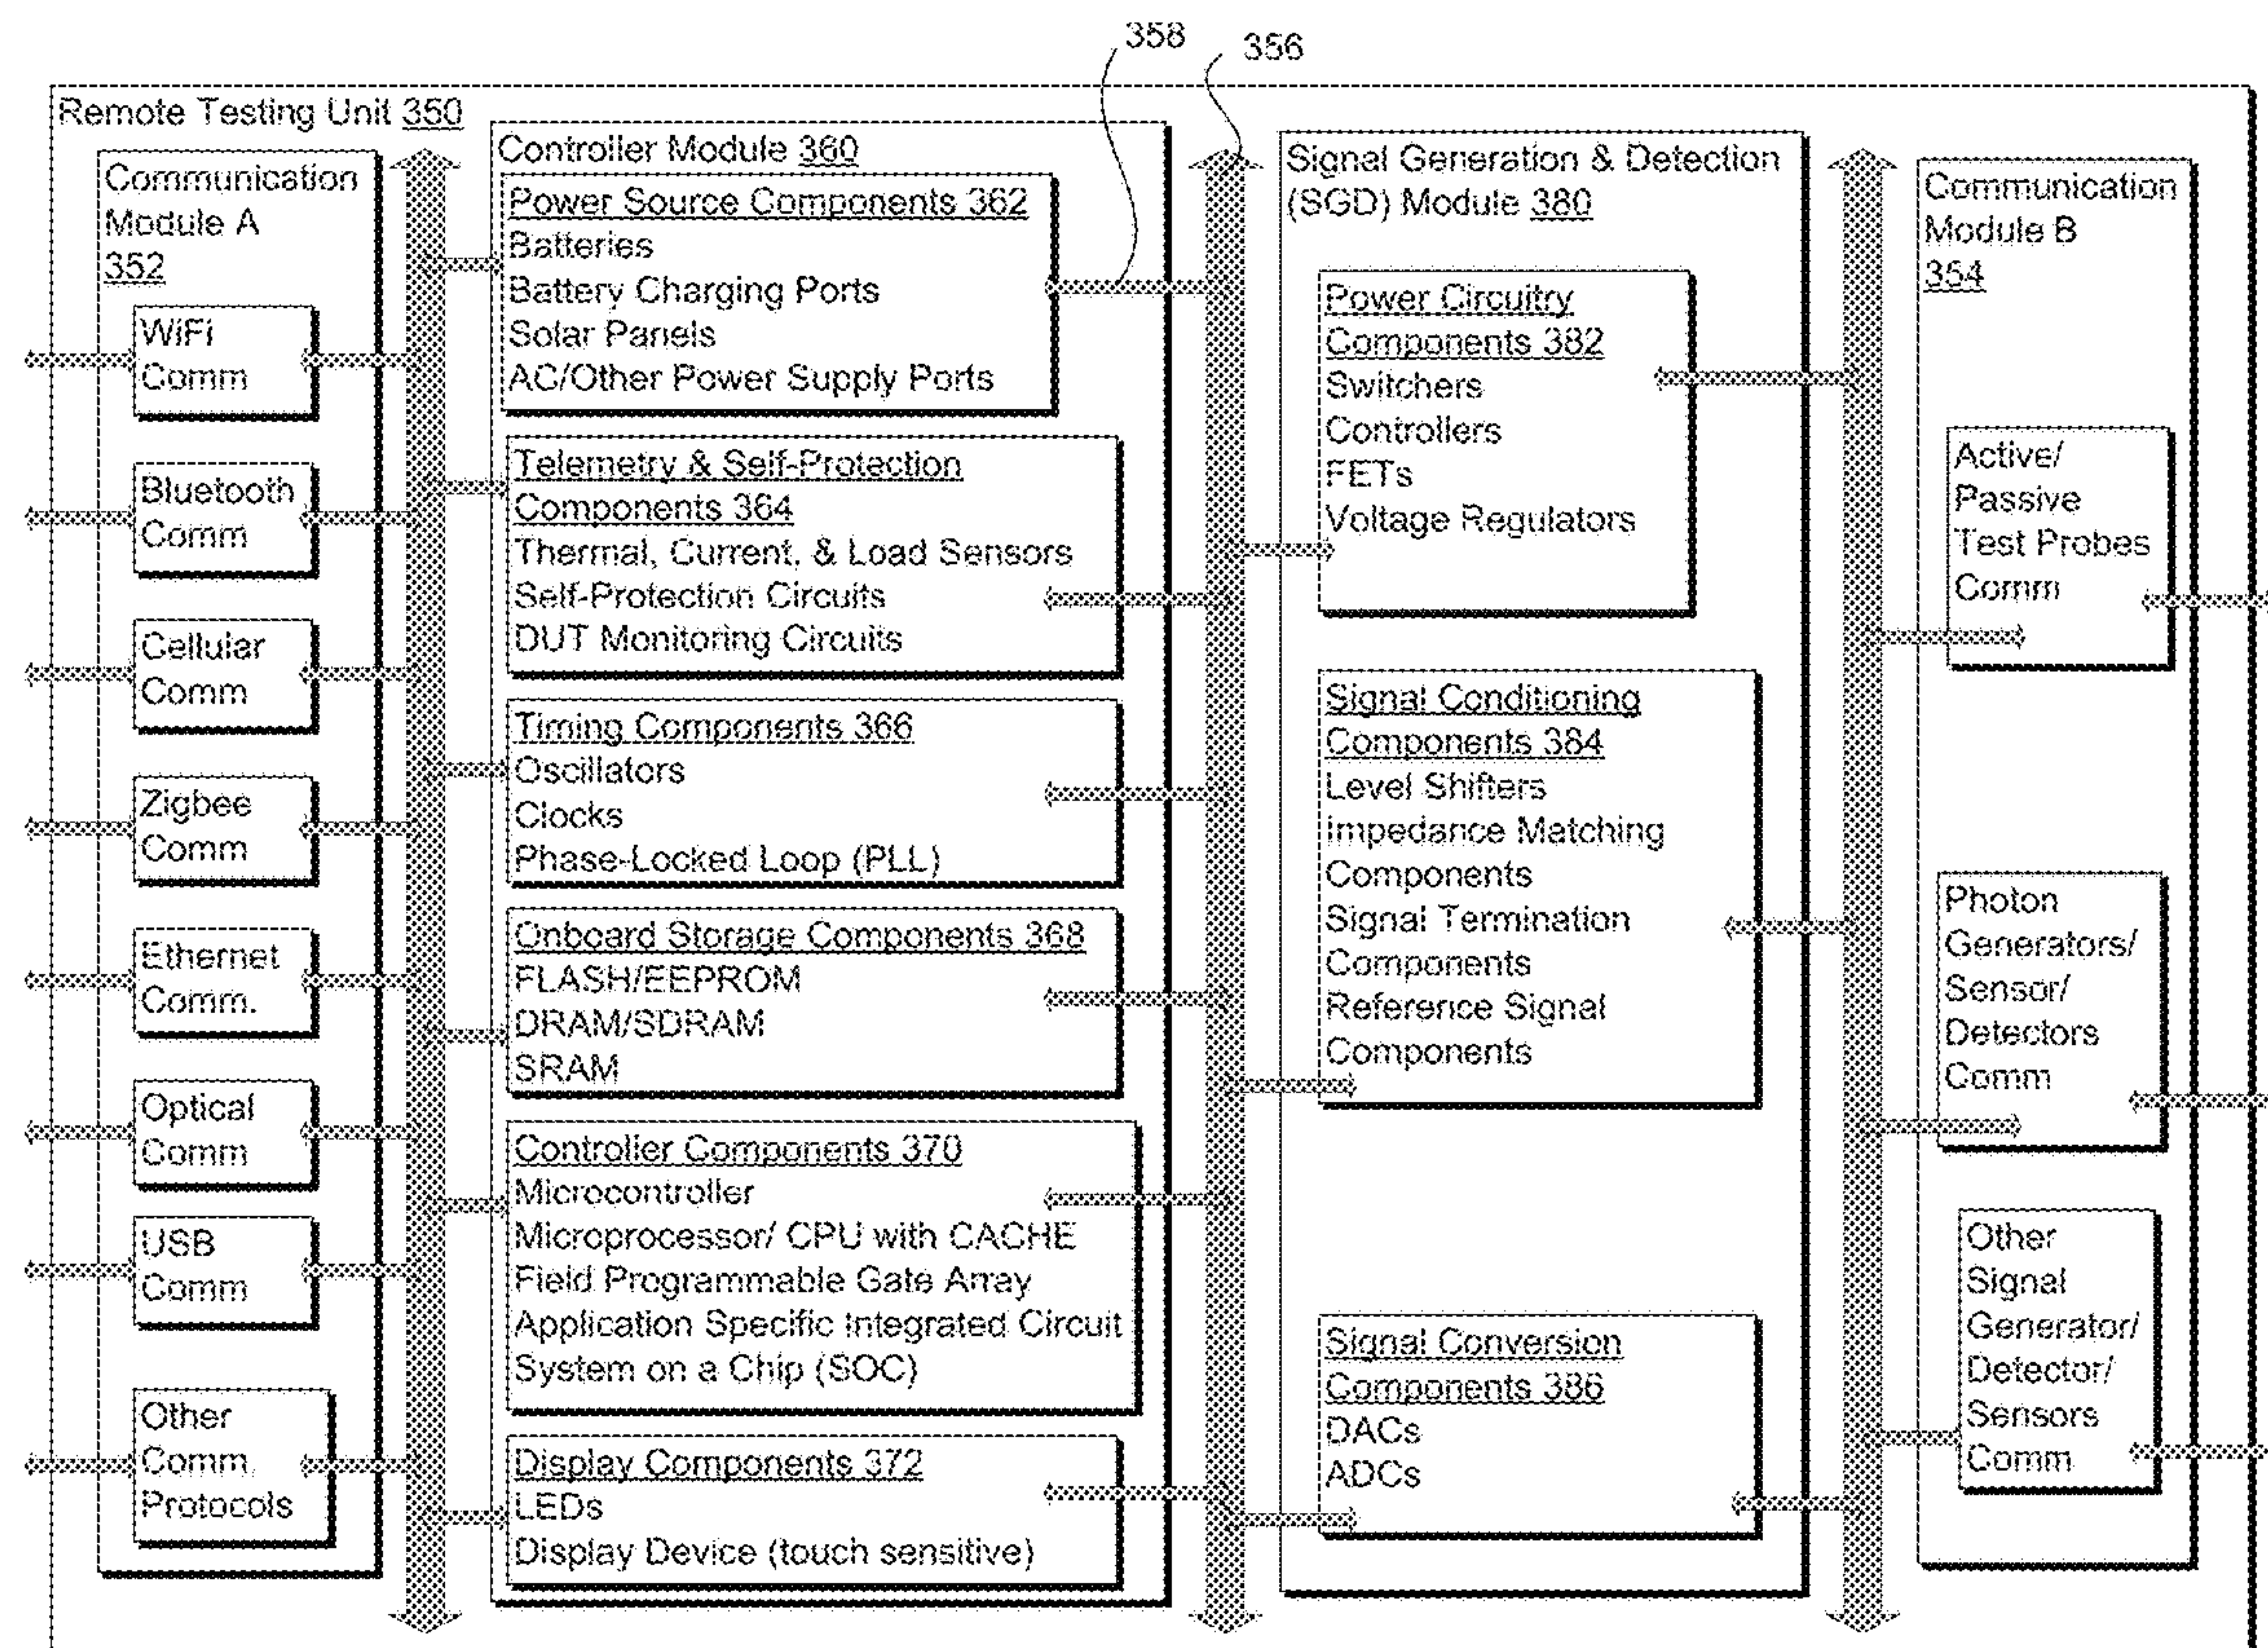 358
356
Remote Testing Unit 350
Communication
Module A
352
WiFi
Comm
Bluetooth
Comm
Cellular
Comm
Zigbee
Comm
Ethernet
Comm.
Optical
Comm
USB
Comm
Other
Comm.
Protocols
Controller Module 360
Power Source Components 362
Batteries
Battery Charging Ports
Solar Panels
AC/Other Power Supply Ports
Telemetry & Self-Protection
Components 364
Thermal, Current, & Load Sensors
Self-Protection Circuits
DUT Monitoring Circuits
Timing Components 366
Oscillators
Clocks
Phase-Locked Loop (PLL)
Onboard Storage Components 368
FLASH/EEPROM
DRAM/SDRAM
SRAM
Controller Components 370
Microcontroller
Microprocessor/ CPU with CACHE
Field Programmable Gate Array
Application Specific Integrated Circuit
System on a Chip (SOC)
Display Components 372
LEDs
Display Device (touch sensitive)
Signal Generation & Detection
(SGD) Module 380
Power Circuitry
Components 382
Switchers
Controllers
FETs
Voltage Regulators
Signal Conditioning
Components 384
Level Shifters
Impedance Matching
Components
Signal Termination
Components
Reference Signal
Components
Signal Conversion
Components 386
DACs
ADCs
Communication
Module B
354
Active/
Passive
Test Probes
Comm
Photon
Generators/
Sensor/
Detectors
Comm
Other
Signal
Generator/
Detector/
Sensors
Comm